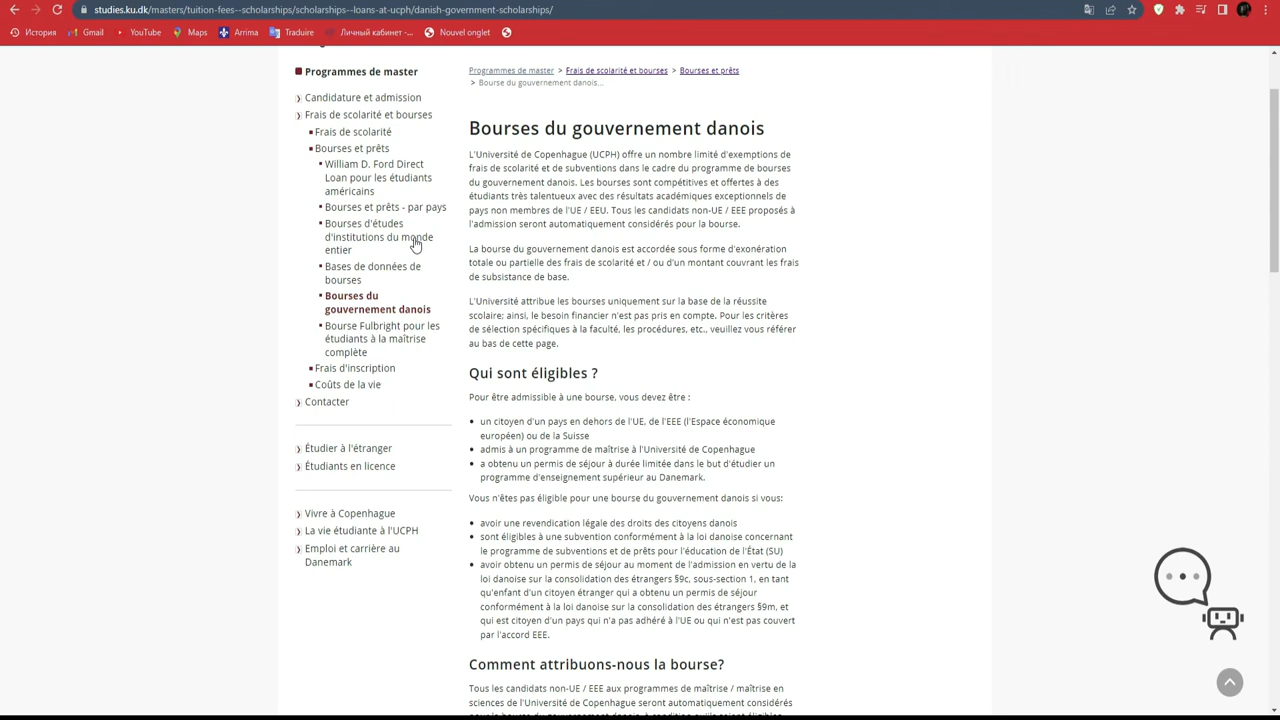 studies.ku.dk/masters/tuition-fees--scholarships/scholarships--loans-at-ucph/danish-government-scholarships/
История Gmail YouTube Maps Arrima Traduire Личный кабинет -... Nouvel onglet
Programmes de master
Candidature et admission
Frais de scolarité et bourses
Frais de scolarité
Bourses et prêts
William D. Ford Direct
Loan pour les étudiants
américains
Bourses et prêts - par pays
Bourses d'études
d'institutions du monde
entier
Bases de données de
bourses
Bourses du
gouvernement danois
Bourse Fulbright pour les
étudiants à la maîtrise
complète
Frais d'inscription
Coûts de la vie
Contacter
Étudier à l'étranger
Étudiants en licence
Vivre à Copenhague
La vie étudiante à l'UCPH
Emploi et carrière au
Danemark
Programmes de master > Frais de scolarité et bourses > Bourses et prêts
> Bourse du gouvernement danois...
Bourses du gouvernement danois
L'Université de Copenhague (UCPH) offre un nombre limité d'exemptions de
frais de scolarité et de subventions dans le cadre du programme de bourses
du gouvernement danois. Les bourses sont compétitives et offertes à des
étudiants très talentueux avec des résultats académiques exceptionnels de
pays non membres de l'UE / EEU. Tous les candidats non-UE / EEE proposés à
l'admission seront automatiquement considérés pour la bourse.
La bourse du gouvernement danois est accordée sous forme d'exonération
totale ou partielle des frais de scolarité et / ou d'un montant couvrant les frais
de subsistance de base.
L'Université attribue les bourses uniquement sur la base de la réussite
scolaire; ainsi, le besoin financier n'est pas pris en compte. Pour les critères
de sélection spécifiques à la faculté, les procédures, etc., veuillez vous référer
au bas de cette page.
Qui sont éligibles ?
Pour être admissible à une bourse, vous devez être :
un citoyen d'un pays en dehors de l'UE, de l'EEE (l'Espace économique
européen) ou de la Suisse
admis à un programme de maîtrise à l'Université de Copenhague
a obtenu un permis de séjour à durée limitée dans le but d'étudier un
programme d'enseignement supérieur au Danemark.
Vous n'êtes pas éligible pour une bourse du gouvernement danois si vous:
avoir une revendication légale des droits des citoyens danois
sont éligibles à une subvention conformément à la loi danoise concernant
le programme de subventions et de prêts pour l'éducation de l'État (SU)
avoir obtenu un permis de séjour au moment de l'admission en vertu de la
loi danoise sur la consolidation des étrangers §9c, sous-section 1, en tant
qu'enfant d'un citoyen étranger qui a obtenu un permis de séjour
conformément à la loi danoise sur la consolidation des étrangers §9m, et
qui est citoyen d'un pays qui n'a pas adhéré à l'UE ou qui n'est pas couvert
par l'accord EEE.
Comment attribuons-nous la bourse?
Tous les candidats non-UE / EEE aux programmes de maîtrise / maîtrise en
sciences de l'Université de Copenhague seront automatiquement considérés